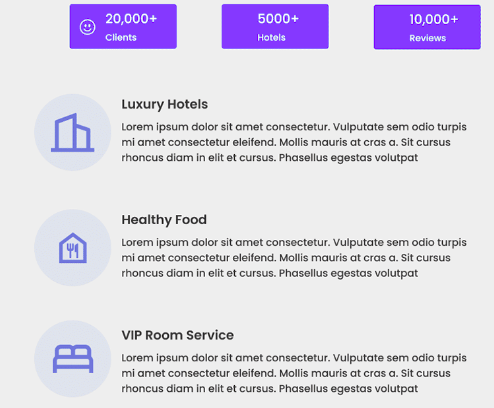 20,000+
Clients
5000+
Hotels
10,000+
Reviews
Luxury Hotels
Lorem ipsum dolor sit amet consectetur. Vulputate sem odio turpis
mi amet consectetur eleifend. Mollis mauris at cras a. Sit cursus
rhoncus diam in elit et cursus. Phasellus egestas volutpat
Healthy Food
Lorem ipsum dolor sit amet consectetur. Vulputate sem odio turpis
mi amet consectetur eleifend. Mollis mauris at cras a. Sit cursus
rhoncus diam in elit et cursus. Phasellus egestas volutpat
VIP Room Service
Lorem ipsum dolor sit amet consectetur. Vulputate sem odio turpis
mi amet consectetur eleifend. Mollis mauris at cras a. Sit cursus
rhoncus diam in elit et cursus. Phasellus egestas volutpat